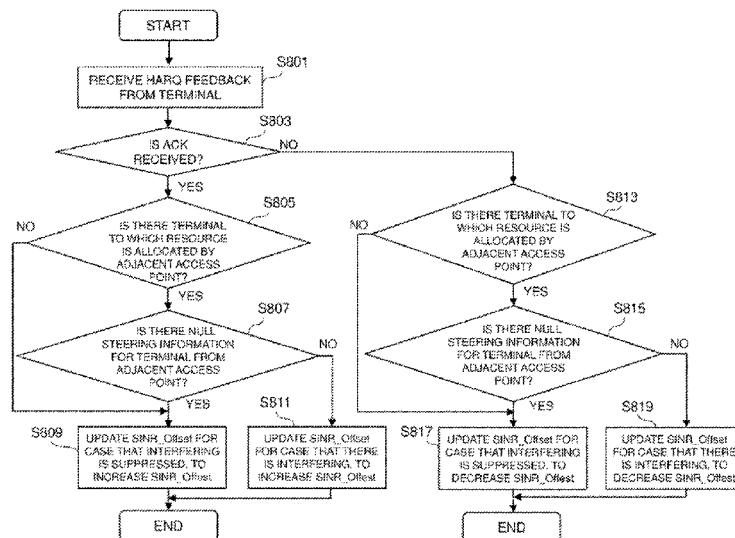 START
S801
RECEIVE HARQ FEEDBACK
FROM TERMINAL
S803
IS ACK
RECEIVED?
NO
YES
S805
NO
IS THERE TERMINAL
TO WHICH RESOURCE
IS ALLOCATED BY
ADJACENT ACCESS
POINT?
YES
S807
IS THERE NULL
STEERING INFORMATION
FOR TERMINAL FROM
ADJACENT ACCESS
POINT?
NO
YES
S809
UPDATE SINR_Offset FOR
CASE THAT INTERFERING
IS SUPPRESSED, TO
INCREASE SINR_Offest
S811
UPDATE SINR_Offset
FOR CASE THAT THERE
IS INTERFERING, TO
INCREASE SINR_Offest
END
S813
NO
IS THERE TERMINAL TO
WHICH RESOURCE IS
ALLOCATED BY
ADJACENT ACCESS
POINT?
YES
S815
IS THERE NULL
STEERING INFORMATION
FOR TERMINAL FROM
ADJACENT ACCESS
POINT?
NO
YES
S817
UPDATE SINR_Offset FOR
CASE THAT INTERFERING
IS SUPPRESSED, TO
DECREASE SINR_Offest
S819
UPDATE SINR_Offset
FOR CASE THAT THERE
IS INTERFERING, TO
DECREASE SINR_Offest
END